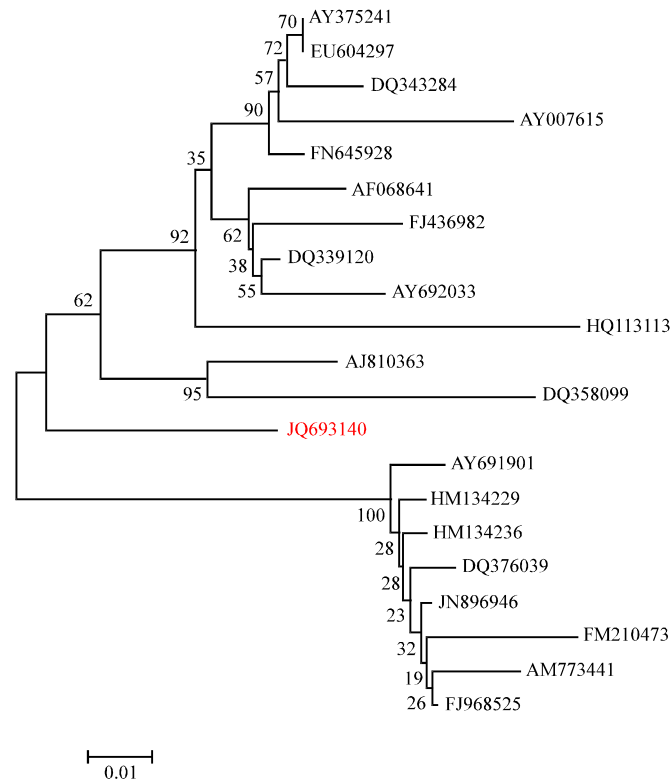 70 AY375241
72 EU604297
57 DQ343284
90 AY007615
FN645928
35
AF068641
62 FJ436982
92
38 DQ339120
55 AY692033
62
HQ113113
AJ810363
95 DQ358099
JQ693140
AY691901
HM134229
100
HM134236
28
DQ376039
28
JN896946
23
FM210473
32
AM773441
19
26 FJ968525
0.01